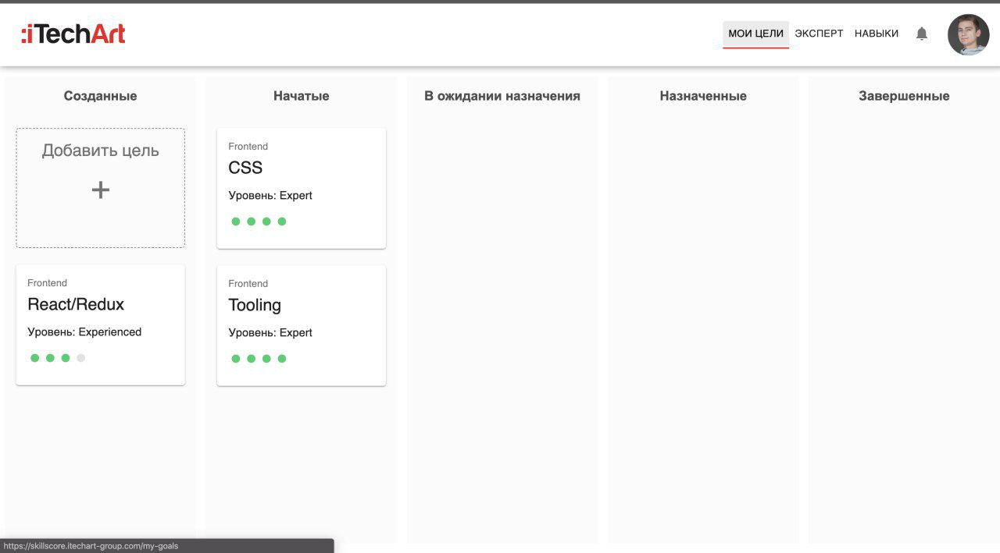 :iTechArt
МОИ ЦЕЛИ ЭКСПЕРТ НАВЫКИ
Созданные
Добавить цель
+
Frontend
React/Redux
Уровень: Experienced
Начатые
Frontend
CSS
Уровень: Expert
Frontend
Tooling
Уровень: Expert
В ожидании назначения
Назначенные
Завершенные
https://skillscore.itechart-group.com/my-goals